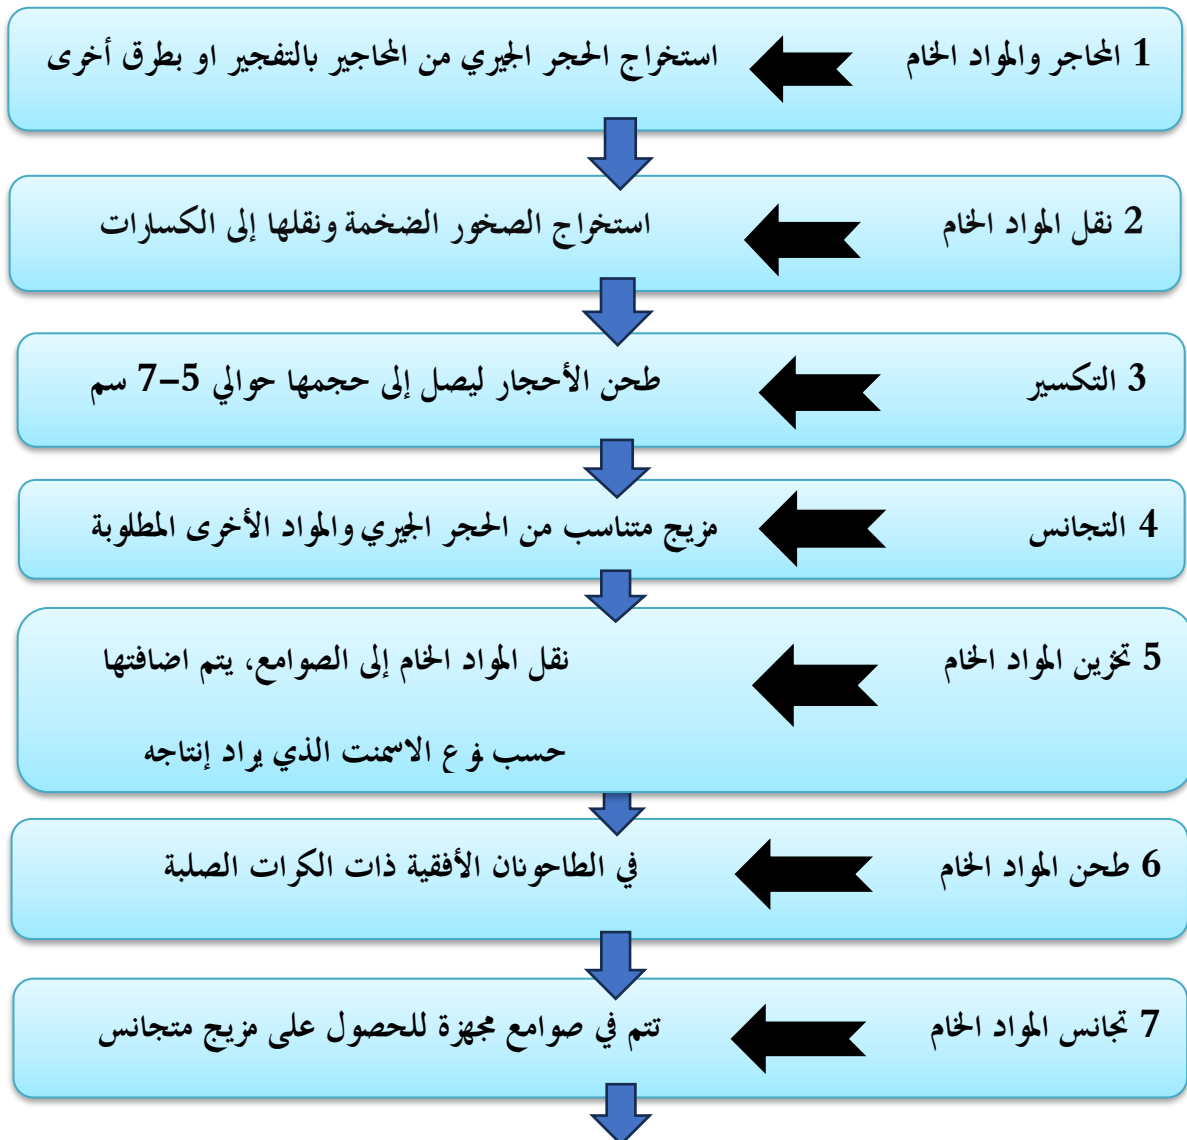 1 المحاجر والمواد الخام استخراج الحجر الجيري من المحاجير بالتفجير او بطرق أخرى
2 نقل المواد الخام استخراج الصخور الضخمة ونقلها إلى الكسارات
3 التكسير طحن الأحجار ليصل إلى حجمها حوالي 5–7 سم
4 التجانس مزيج متناسب من الحجر الجيري والمواد الأخرى المطلوبة
5 تخزين المواد الخام نقل المواد الخام إلى الصوامع، يتم اضافتها
حسب نوع الاسمنت الذي يراد إنتاجه
6 طحن المواد الخام في الطاحونان الأفقية ذات الكرات الصلبة
7 تجانس المواد الخام تتم في صوامع مجهزة للحصول على مزيج متجانس